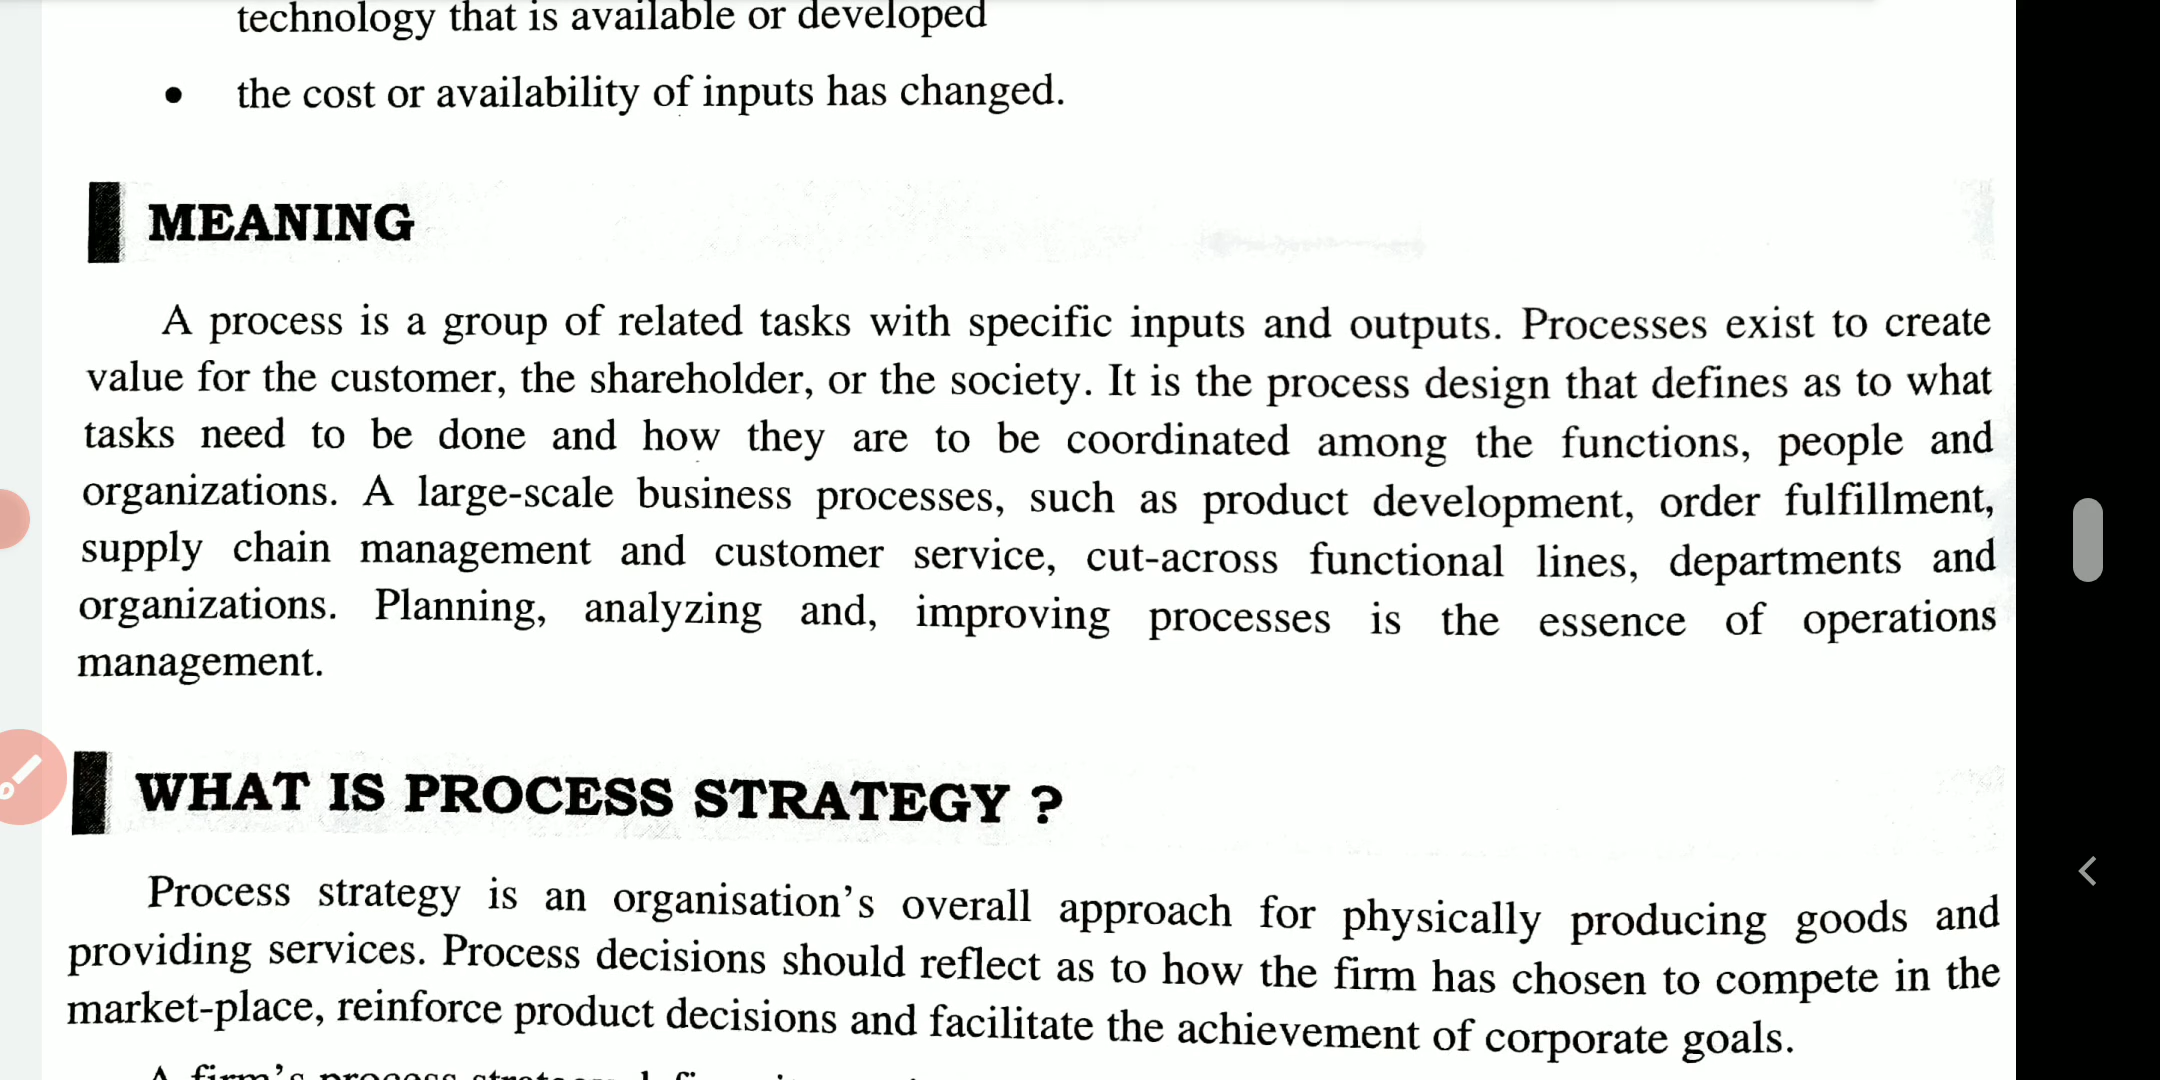 technology that is available or developed
• the cost or availability of inputs has changed.
MEANING
A process is a group of related tasks with specific inputs and outputs. Processes exist to create
value for the customer, the shareholder, or the society. It is the process design that defines as to what
tasks need to be done and how they are to be coordinated among the functions, people and
organizations. A large-scale business processes, such as product development, order fulfillment,
supply chain management and customer service, cut-across functional lines, departments and
organizations. Planning, analyzing and, improving processes is the essence of operations
management.
WHAT IS PROCESS STRATEGY ?
Process strategy is an organisation's overall approach for physically producing goods and
providing services. Process decisions should reflect as to how the firm has chosen to compete in the
market-place, reinforce product decisions and facilitate the achievement of corporate goals.
A firm's process strategy